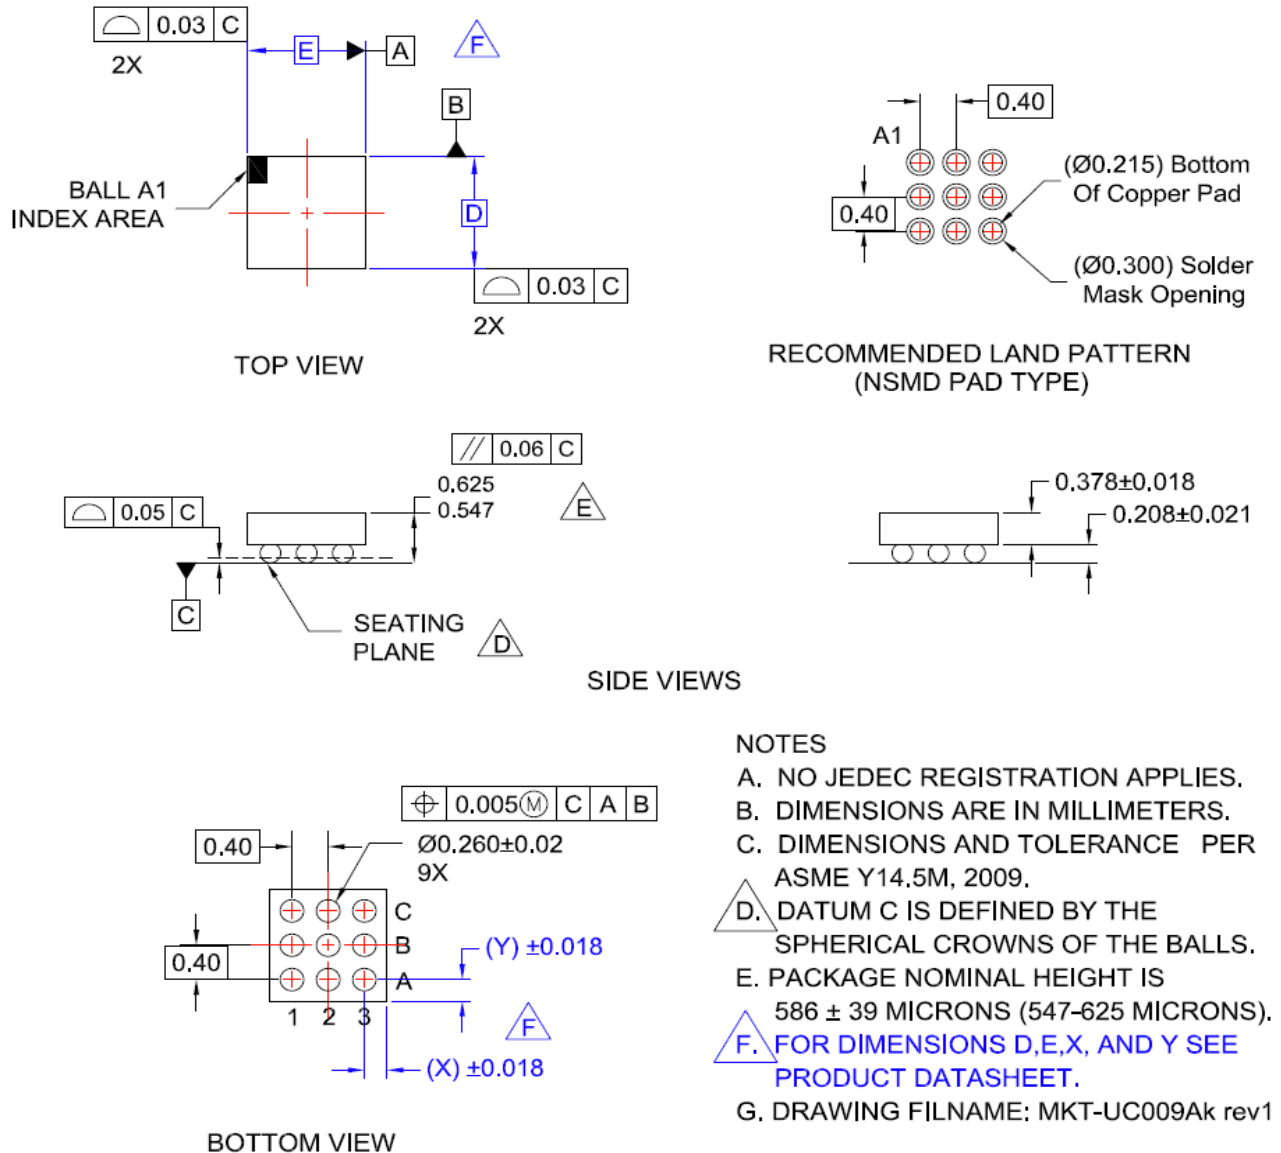 0.03 C
2X
E
A
F
B
BALL A1
INDEX AREA
D
0.03 C
2X
TOP VIEW
0.40
A1
0.40
(Ø0.215) Bottom
Of Copper Pad
(Ø0.300) Solder
Mask Opening
RECOMMENDED LAND PATTERN
(NSMD PAD TYPE)
// 0.06 C
0.625
0.547
E
0.05 C
C
SEATING
PLANE
D
0.378±0.018
0.208±0.021
SIDE VIEWS
0.005Ⓜ C A B
Ø0.260±0.02
9X
0.40
0.40
C
B
A
1 2 3
(Y) ±0.018
F
(X) ±0.018
BOTTOM VIEW
NOTES
A. NO JEDEC REGISTRATION APPLIES.
B. DIMENSIONS ARE IN MILLIMETERS.
C. DIMENSIONS AND TOLERANCE PER
ASME Y14.5M, 2009.
D. DATUM C IS DEFINED BY THE
SPHERICAL CROWNS OF THE BALLS.
E. PACKAGE NOMINAL HEIGHT IS
586 ± 39 MICRONS (547-625 MICRONS).
F. FOR DIMENSIONS D,E,X, AND Y SEE
PRODUCT DATASHEET.
G. DRAWING FILNAME: MKT-UC009Ak rev1